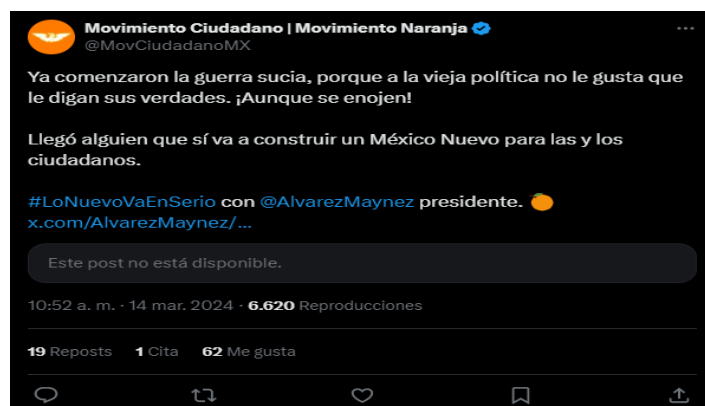 Movimiento Ciudadano | Movimiento Naranja
@MovCiudadanoMX
Ya comenzaron la guerra sucia, porque a la vieja política no le gusta que
le digan sus verdades. ¡Aunque se enojen!
Llegó alguien que sí va a construir un México Nuevo para las y los
ciudadanos.
#LoNuevoVaEnSerio con @AlvarezMaynez presidente. 🍊
x.com/AlvarezMaynez/...
Este post no está disponible.
10:52 a. m. · 14 mar. 2024 · 6.620 Reproducciones
19 Reposts 1 Cita 62 Me gusta